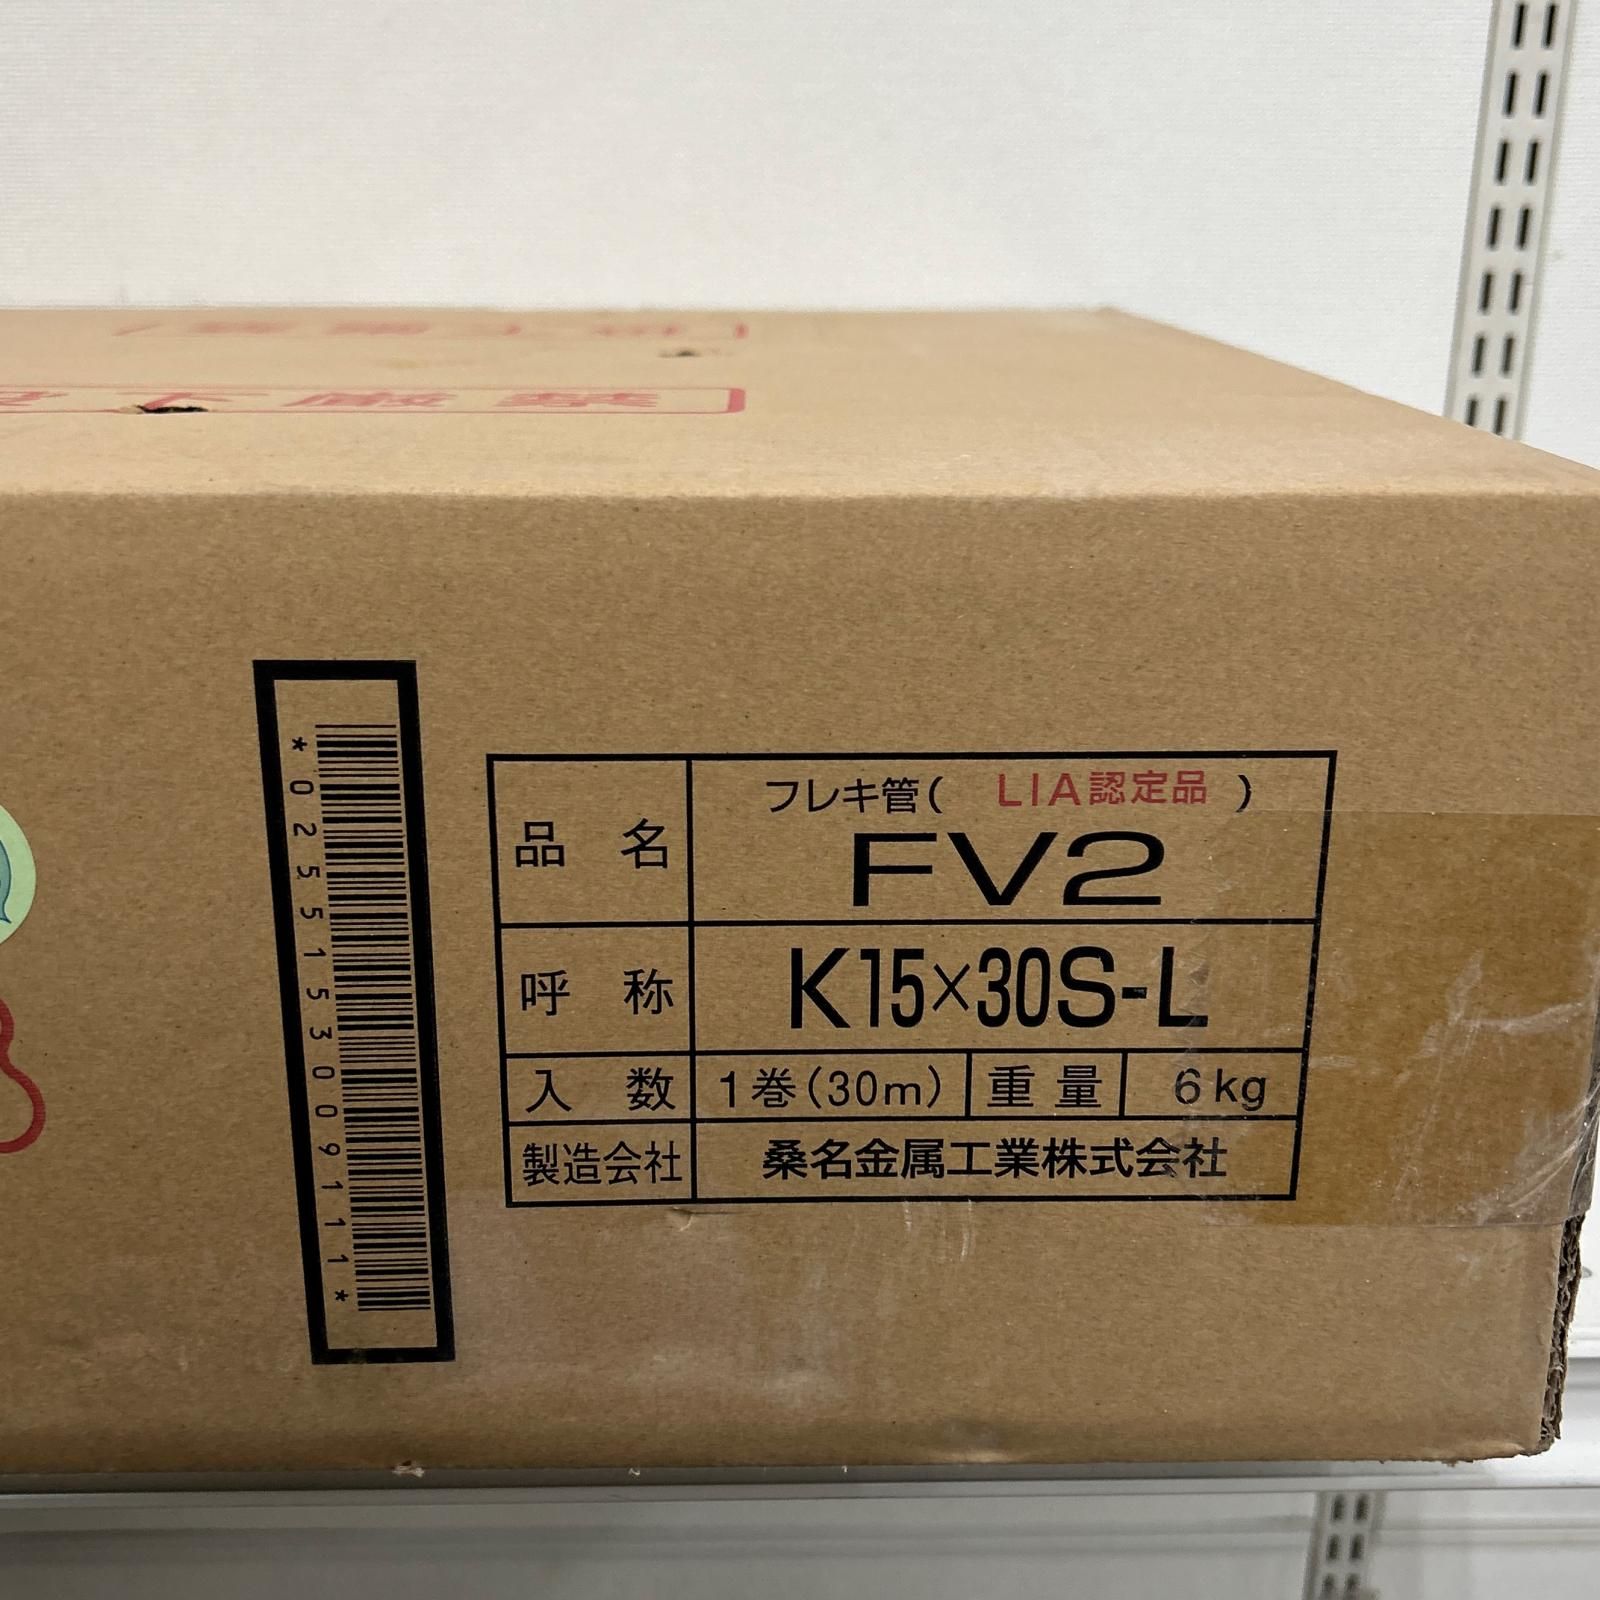 品名
フレキ管( LIA認定品 )
FV2
呼称
K15×30S-L
入数
1巻(30m)
重量
6kg
製造会社
桑名金属工業株式会社
*0255153009111*